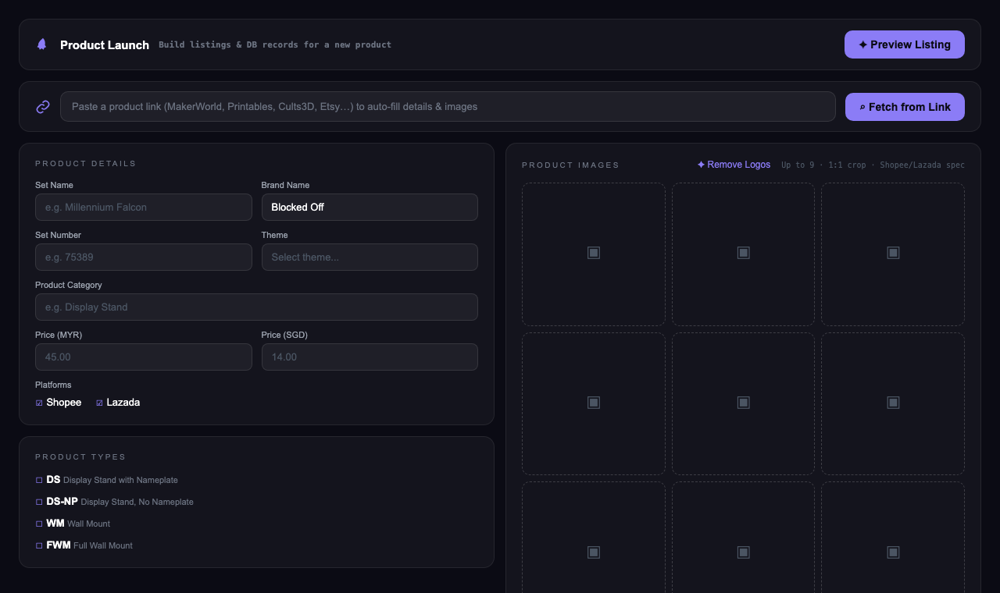 Product Launch Build listings & DB records for a new product
✦ Preview Listing
Paste a product link (MakerWorld, Printables, Cults3D, Etsy…) to auto-fill details & images
⌕ Fetch from Link
PRODUCT DETAILS
Set Name
Brand Name
e.g. Millennium Falcon
Blocked Off
Set Number
Theme
e.g. 75389
Select theme...
Product Category
e.g. Display Stand
Price (MYR)
Price (SGD)
45.00
14.00
Platforms
☑ Shopee ☑ Lazada
PRODUCT TYPES
☐ DS Display Stand with Nameplate
☐ DS-NP Display Stand, No Nameplate
☐ WM Wall Mount
☐ FWM Full Wall Mount
PRODUCT IMAGES
✦ Remove Logos
Up to 9 · 1:1 crop · Shopee/Lazada spec